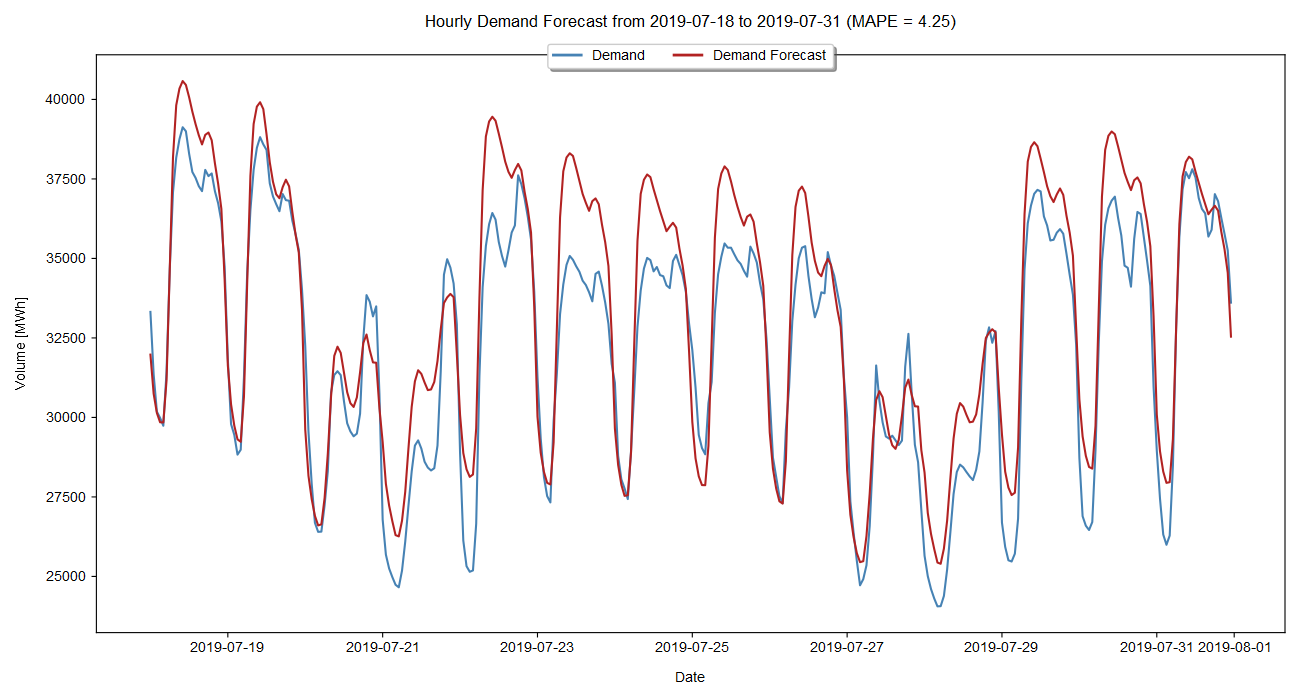 Hourly Demand Forecast from 2019-07-18 to 2019-07-31 (MAPE = 4.25)
Demand Demand Forecast
40000
37500
35000
32500
30000
27500
25000
Volume [MWh]
2019-07-19 2019-07-21 2019-07-23 2019-07-25 2019-07-27 2019-07-29 2019-07-31 2019-08-01
Date